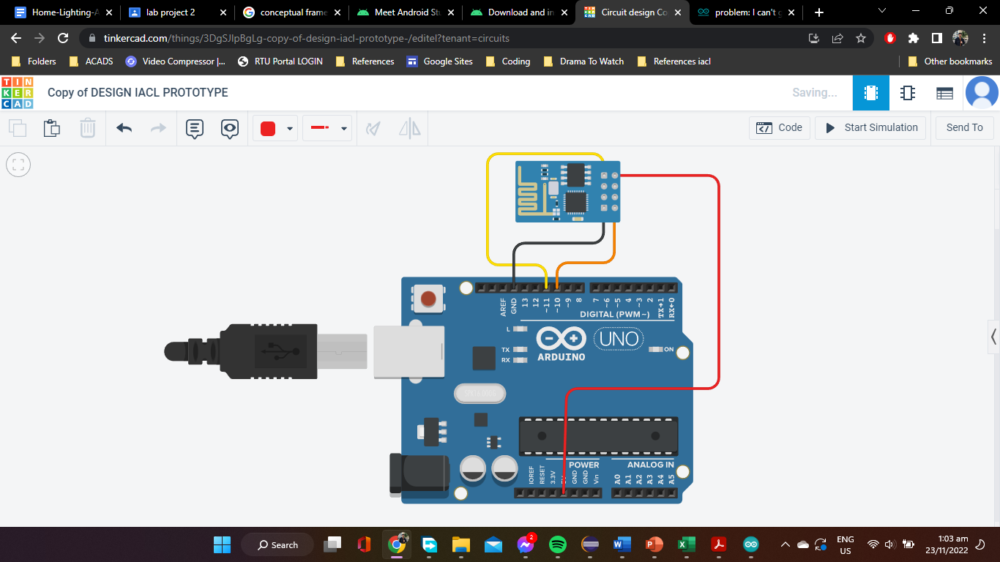 Home-Lighting-A
lab project 2
conceptual frame
Meet Android Stu
Download and in
Circuit design Co
problem: I can't g
tinkercad.com/things/3DgSJlpBgLg-copy-of-design-iacl-prototype-/editel?tenant=circuits
Folders
ACADS
Video Compressor |...
RTU Portal LOGIN
References
Google Sites
Coding
Drama To Watch
References iacl
Other bookmarks
TIN
KER
CAD
Copy of DESIGN IACL PROTOTYPE
Saving...
Code
Start Simulation
Send To
AREF
GND
13
12
~11
~10
~9
8
7
~6
~5
4
~3
2
TX→1
RX←0
DIGITAL (PWM~)
L
TX
RX
UNO
ARDUINO
ON
POWER
ANALOG IN
IOREF
RESET
3.3V
GND
GND
Vin
A0
A1
A2
A3
A4
A5
Search
2
ENG
US
1:03 am
23/11/2022